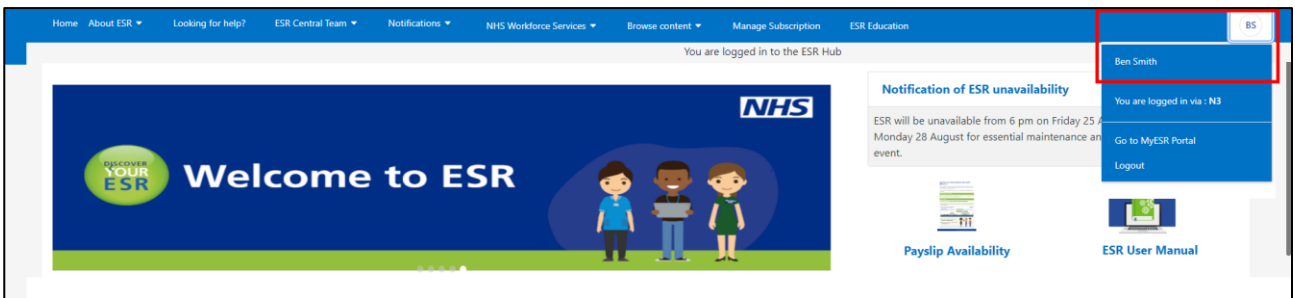 Home About ESR Looking for help? ESR Central Team Notifications NHS Workforce Services Browse content Manage Subscription ESR Education BS
You are logged in to the ESR Hub
Ben Smith
You are logged in via : N3
Go to MyESR Portal
Logout
NHS
DISCOVER
YOUR
ESR
Welcome to ESR
Notification of ESR unavailability
ESR will be unavailable from 6 pm on Friday 25
Monday 28 August for essential maintenance an
event.
Payslip Availability
ESR User Manual